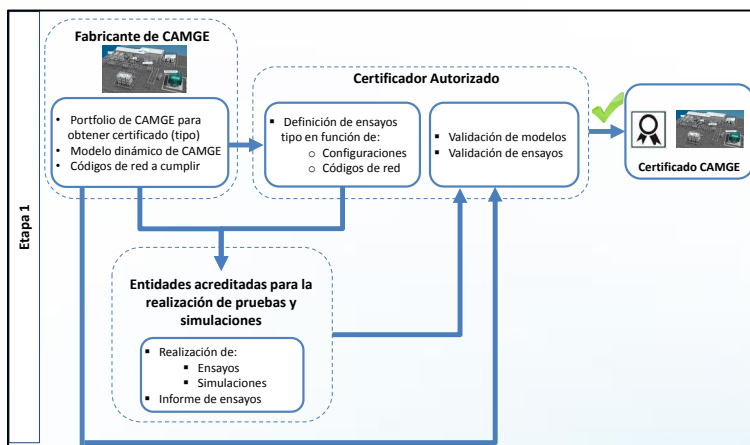 Etapa 1
Fabricante de CAMGE
• Portfolio de CAMGE para
obtener certificado (tipo)
• Modelo dinámico de CAMGE
• Códigos de red a cumplir
Certificador Autorizado
▪ Definición de ensayos
tipo en función de:
o Configuraciones
o Códigos de red
▪ Validación de modelos
▪ Validación de ensayos
Certificado CAMGE
Entidades acreditadas para la
realización de pruebas y
simulaciones
▪ Realización de:
▪ Ensayos
▪ Simulaciones
▪ Informe de ensayos